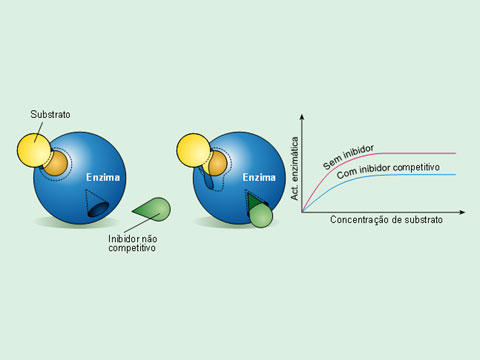 Substrato
Enzima
Inibidor não
competitivo
Enzima
Act. enzimática
Sem inibidor
Com inibidor competitivo
Concentração de substrato